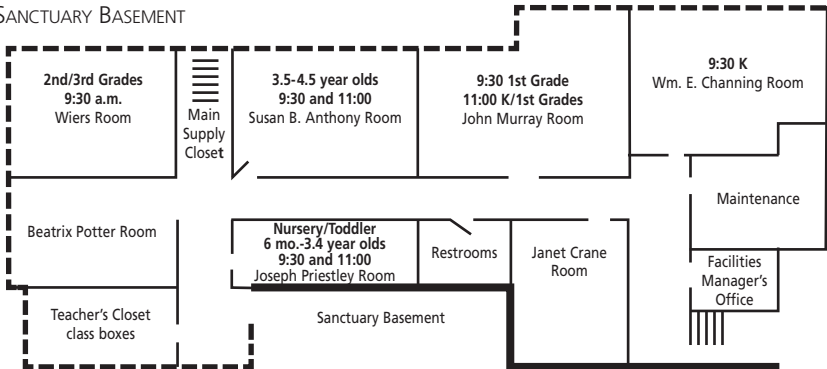 SANCTUARY BASEMENT
2nd/3rd Grades
9:30 a.m.
Wiers Room
Main
Supply
Closet
3.5-4.5 year olds
9:30 and 11:00
Susan B. Anthony Room
9:30 1st Grade
11:00 K/1st Grades
John Murray Room
9:30 K
Wm. E. Channing Room
Maintenance
Beatrix Potter Room
Nursery/Toddler
6 mo.-3.4 year olds
9:30 and 11:00
Joseph Priestley Room
Restrooms
Janet Crane
Room
Facilities
Manager's
Office
Teacher's Closet
class boxes
Sanctuary Basement